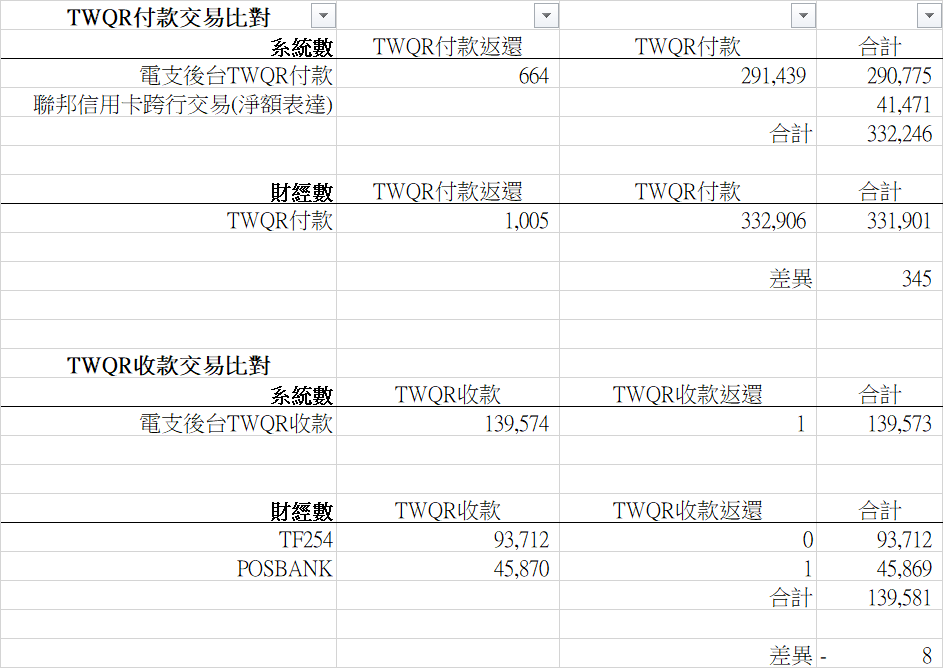 TWQR付款交易比對
系統數 TWQR付款返還 TWQR付款 合計
電支後台TWQR付款 664 291,439 290,775
聯邦信用卡跨行交易(淨額表達) 41,471
合計 332,246
財經數 TWQR付款返還 TWQR付款 合計
TWQR付款 1,005 332,906 331,901
差異 345
TWQR收款交易比對
系統數 TWQR收款 TWQR收款返還 合計
電支後台TWQR收款 139,574 1 139,573
財經數 TWQR收款 TWQR收款返還 合計
TF254 93,712 0 93,712
POSBANK 45,870 1 45,869
合計 139,581
差異 - 8